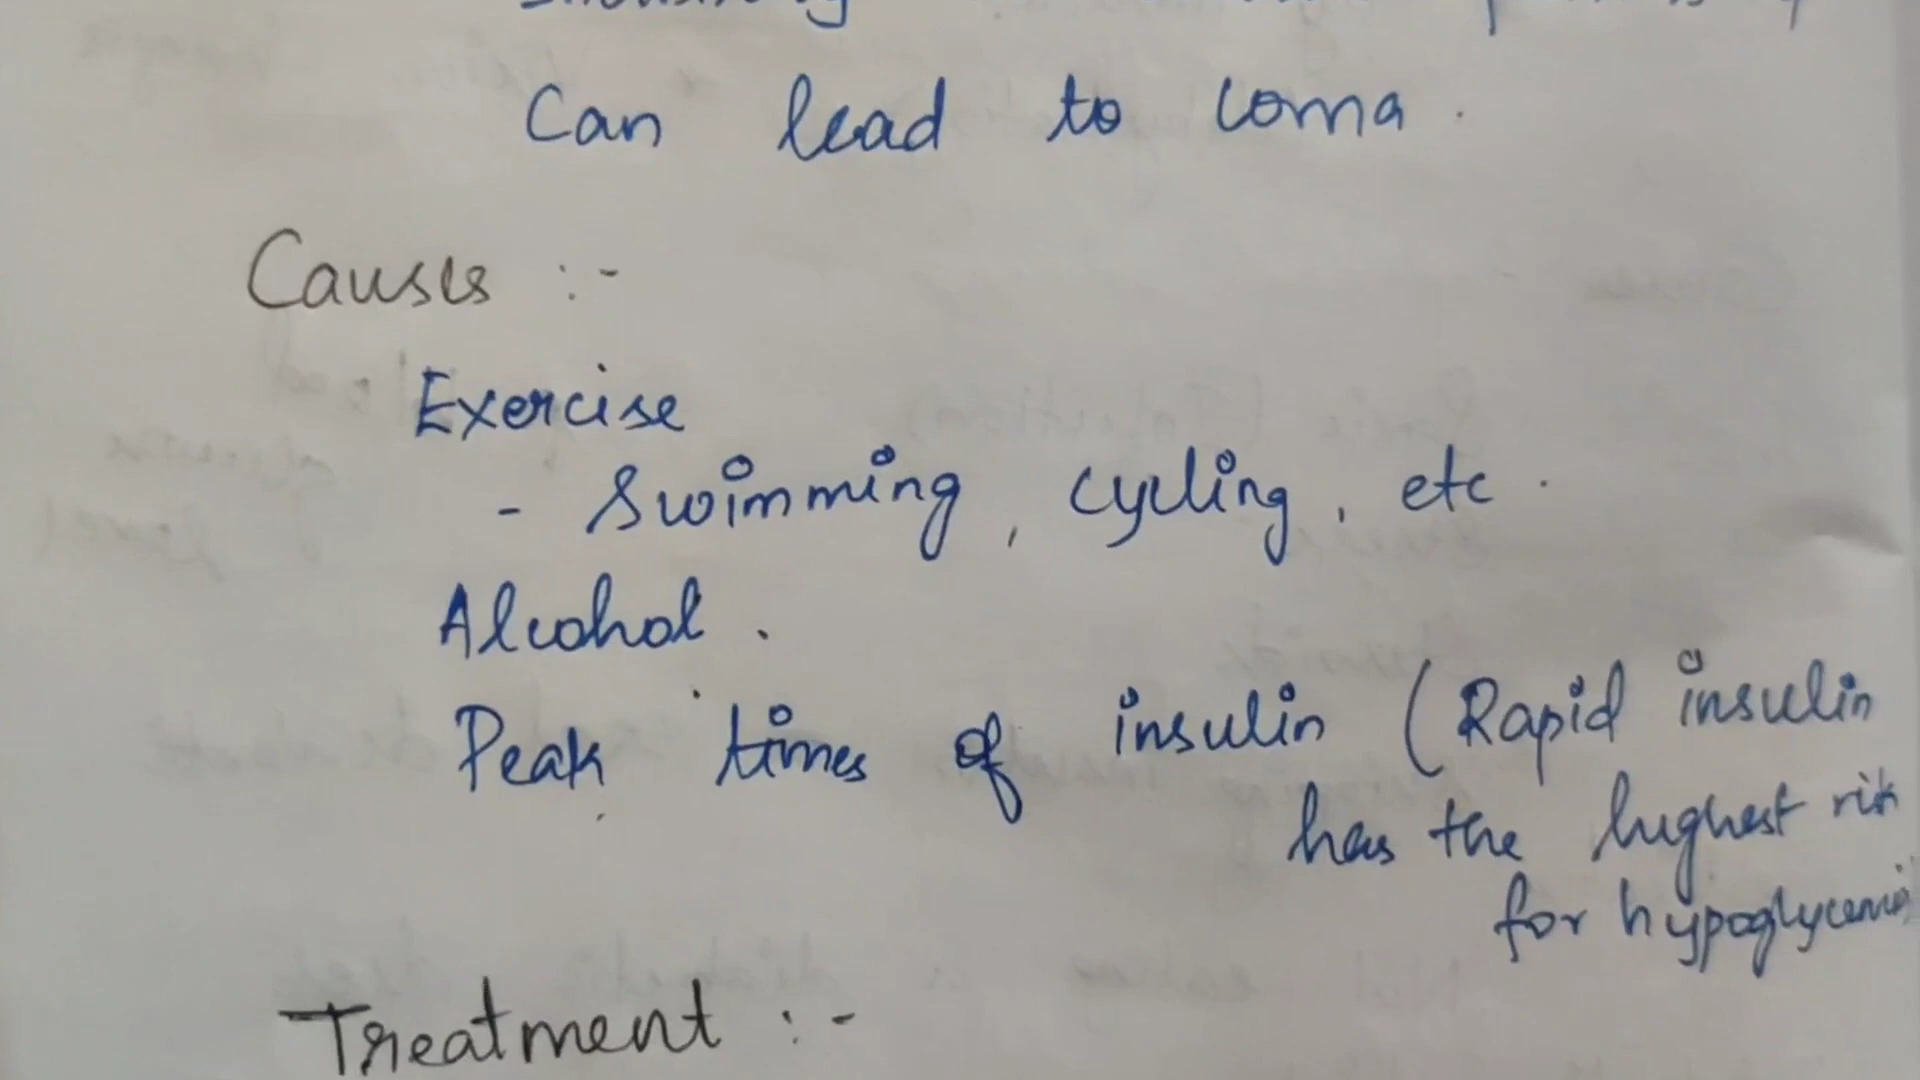 Can lead to coma.
Causes :-
Exercise
- Swimming, cycling, etc.
Alcohol.
Peak times of insulin (Rapid insulin
has the highest risk
for hypoglycemi
Treatment :-